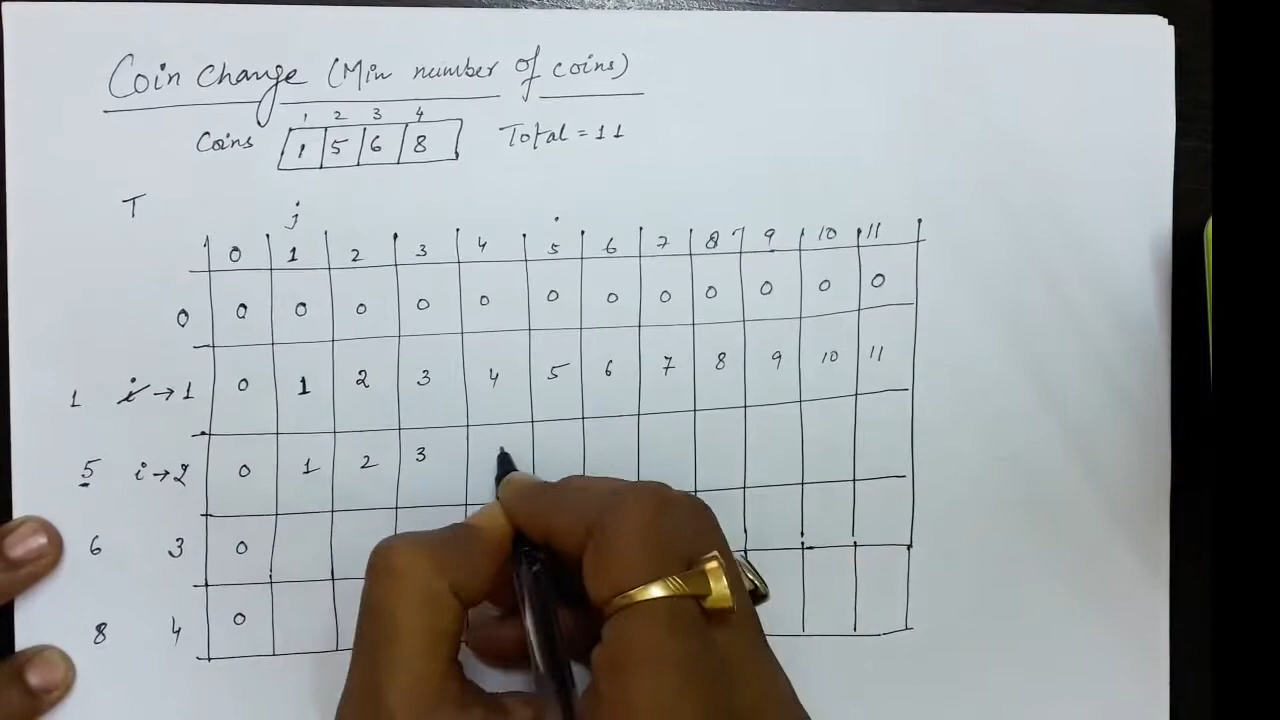 Coin change (Min number of coins)
1 2 3 4
Coins 1 5 6 8 Total = 11
T
j
0 1 2 3 4 5 6 7 8 9 10 11
0 0 0 0 0 0 0 0 0 0 0 0 0
1 i → 1 0 1 2 3 4 5 6 7 8 9 10 11
5 i → 2 0 1 2 3
6 3 0
8 4 0